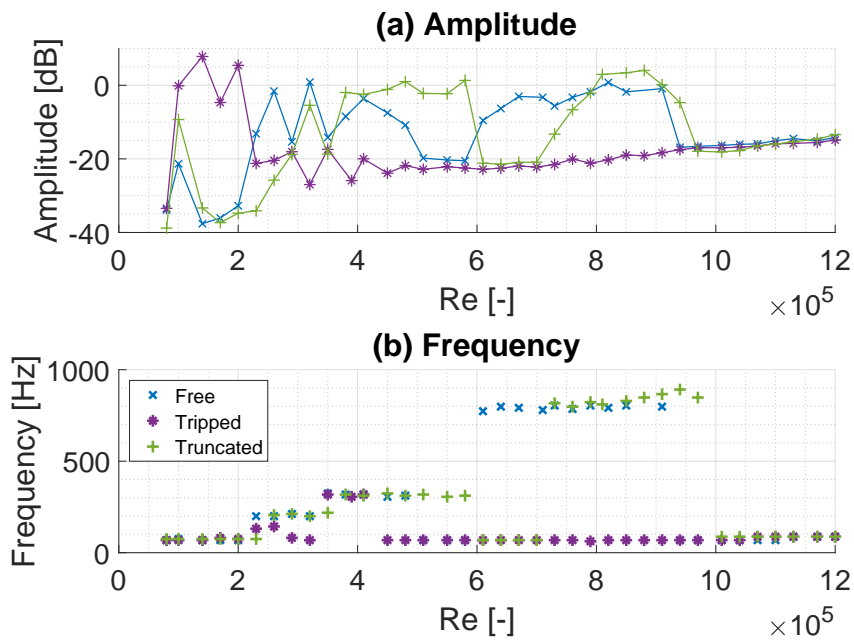 (a) Amplitude
Amplitude [dB]
0
-20
-40
0 2 4 6 8 10 12
Re [-]
×10^5
(b) Frequency
Frequency [Hz]
1000
500
0
Free
Tripped
Truncated
0 2 4 6 8 10 12
Re [-]
×10^5